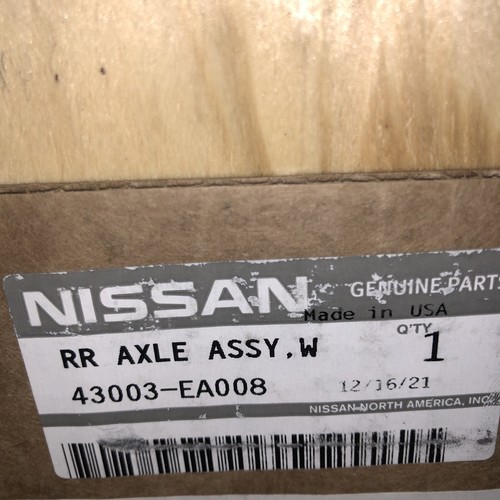 NISSAN GENUINE PARTS
Made in USA
Q'TY
RR AXLE ASSY,W 1
43003-EA008 12/16/21
NISSAN NORTH AMERICA, INC